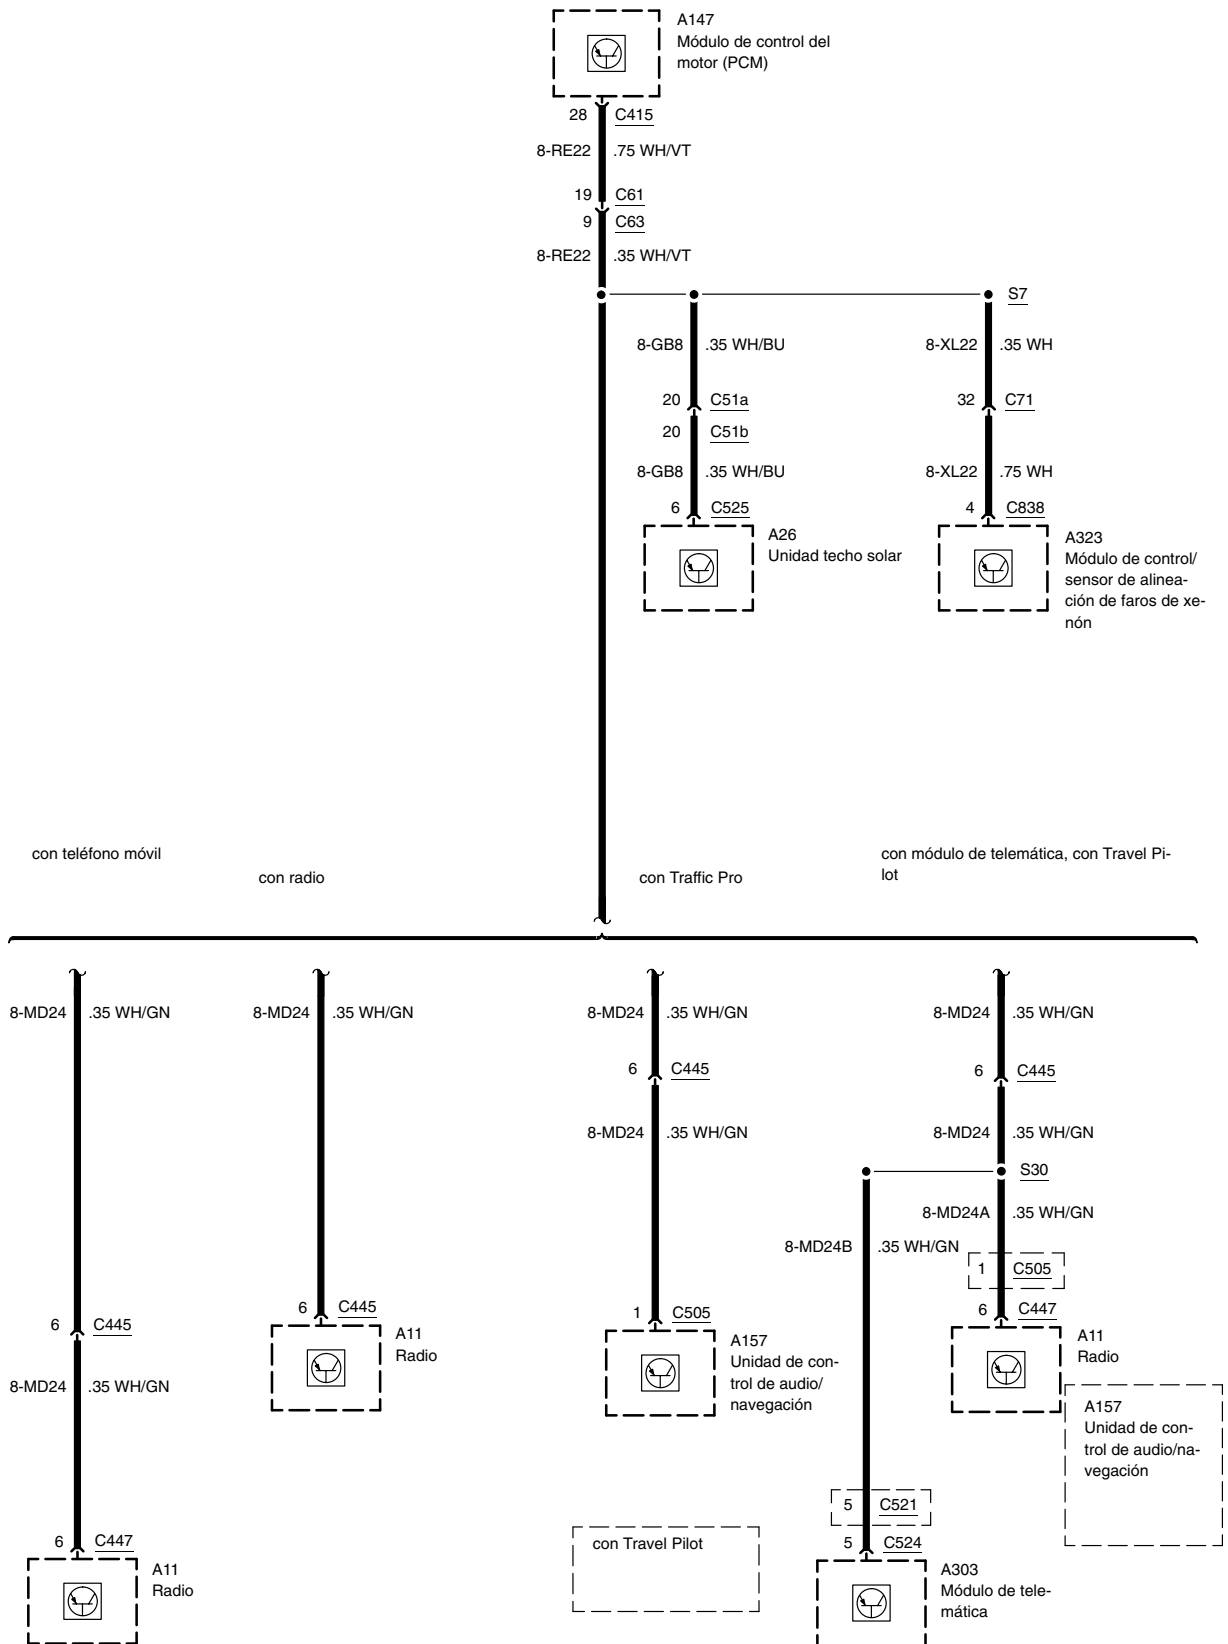 A147
Módulo de control del
motor (PCM)
28 C415
8-RE22 .75 WH/VT
19 C61
9 C63
8-RE22 .35 WH/VT
S7
8-GB8 .35 WH/BU
8-XL22 .35 WH
20 C51a
32 C71
20 C51b
8-GB8 .35 WH/BU
8-XL22 .75 WH
6 C525
4 C838
A26
Unidad techo solar
A323
Módulo de control/
sensor de alinea-
ción de faros de xe-
nón
con teléfono móvil
con radio
con Traffic Pro
con módulo de telemática, con Travel Pi-
lot
8-MD24 .35 WH/GN
8-MD24 .35 WH/GN
8-MD24 .35 WH/GN
8-MD24 .35 WH/GN
6 C445
6 C445
8-MD24 .35 WH/GN
8-MD24 .35 WH/GN
S30
8-MD24A .35 WH/GN
8-MD24B .35 WH/GN
1 C505
6 C445
6 C445
1 C505
6 C447
A11
Radio
A157
Unidad de con-
trol de audio/
navegación
A11
Radio
8-MD24 .35 WH/GN
A157
Unidad de con-
trol de audio/na-
vegación
5 C521
6 C447
con Travel Pilot
5 C524
A11
Radio
A303
Módulo de tele-
mática